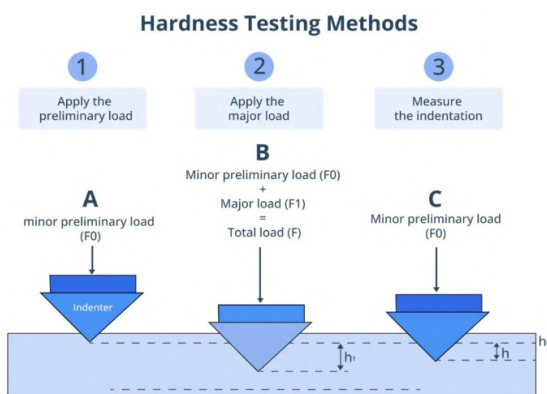 Hardness Testing Methods
1
2
3
Apply the
preliminary load
Apply the
major load
Measure
the indentation
B
Minor preliminary load (F0)
+
Major load (F1)
=
Total load (F)
A
minor preliminary load
(F0)
C
Minor preliminary load
(F0)
Indenter
h₁
h
h